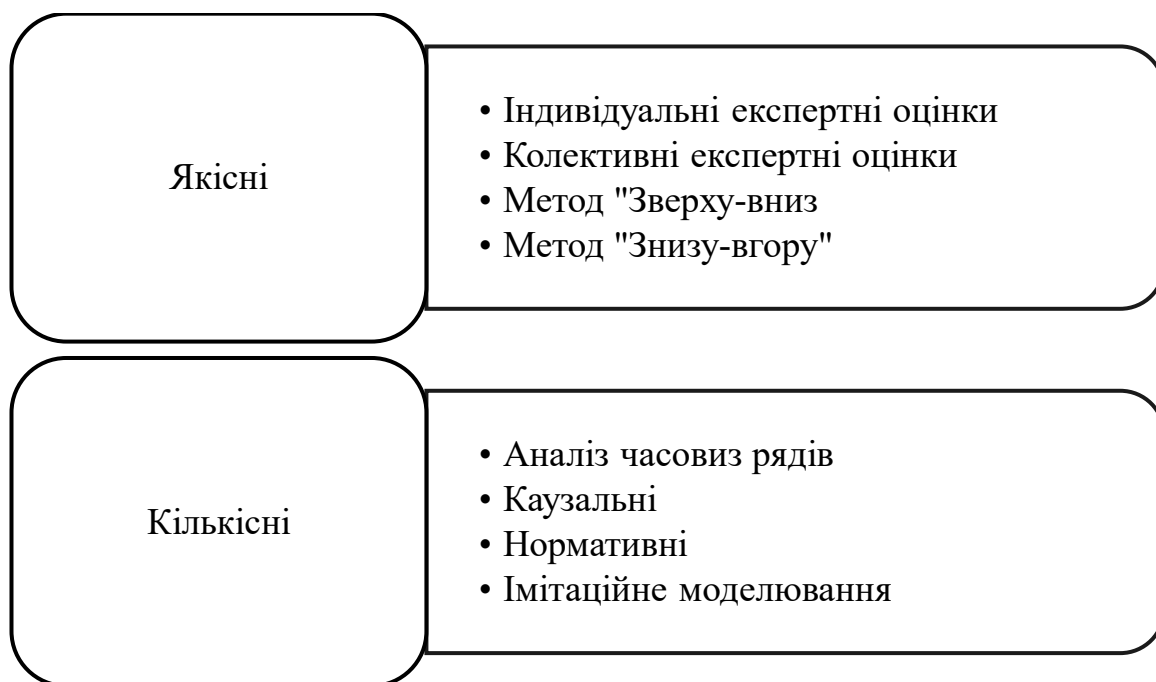 Якісні
• Індивідуальні експертні оцінки
• Колективні експертні оцінки
• Метод "Зверху-вниз
• Метод "Знизу-вгору"
Кількісні
• Аналіз часовиз рядів
• Каузальні
• Нормативні
• Імітаційне моделювання